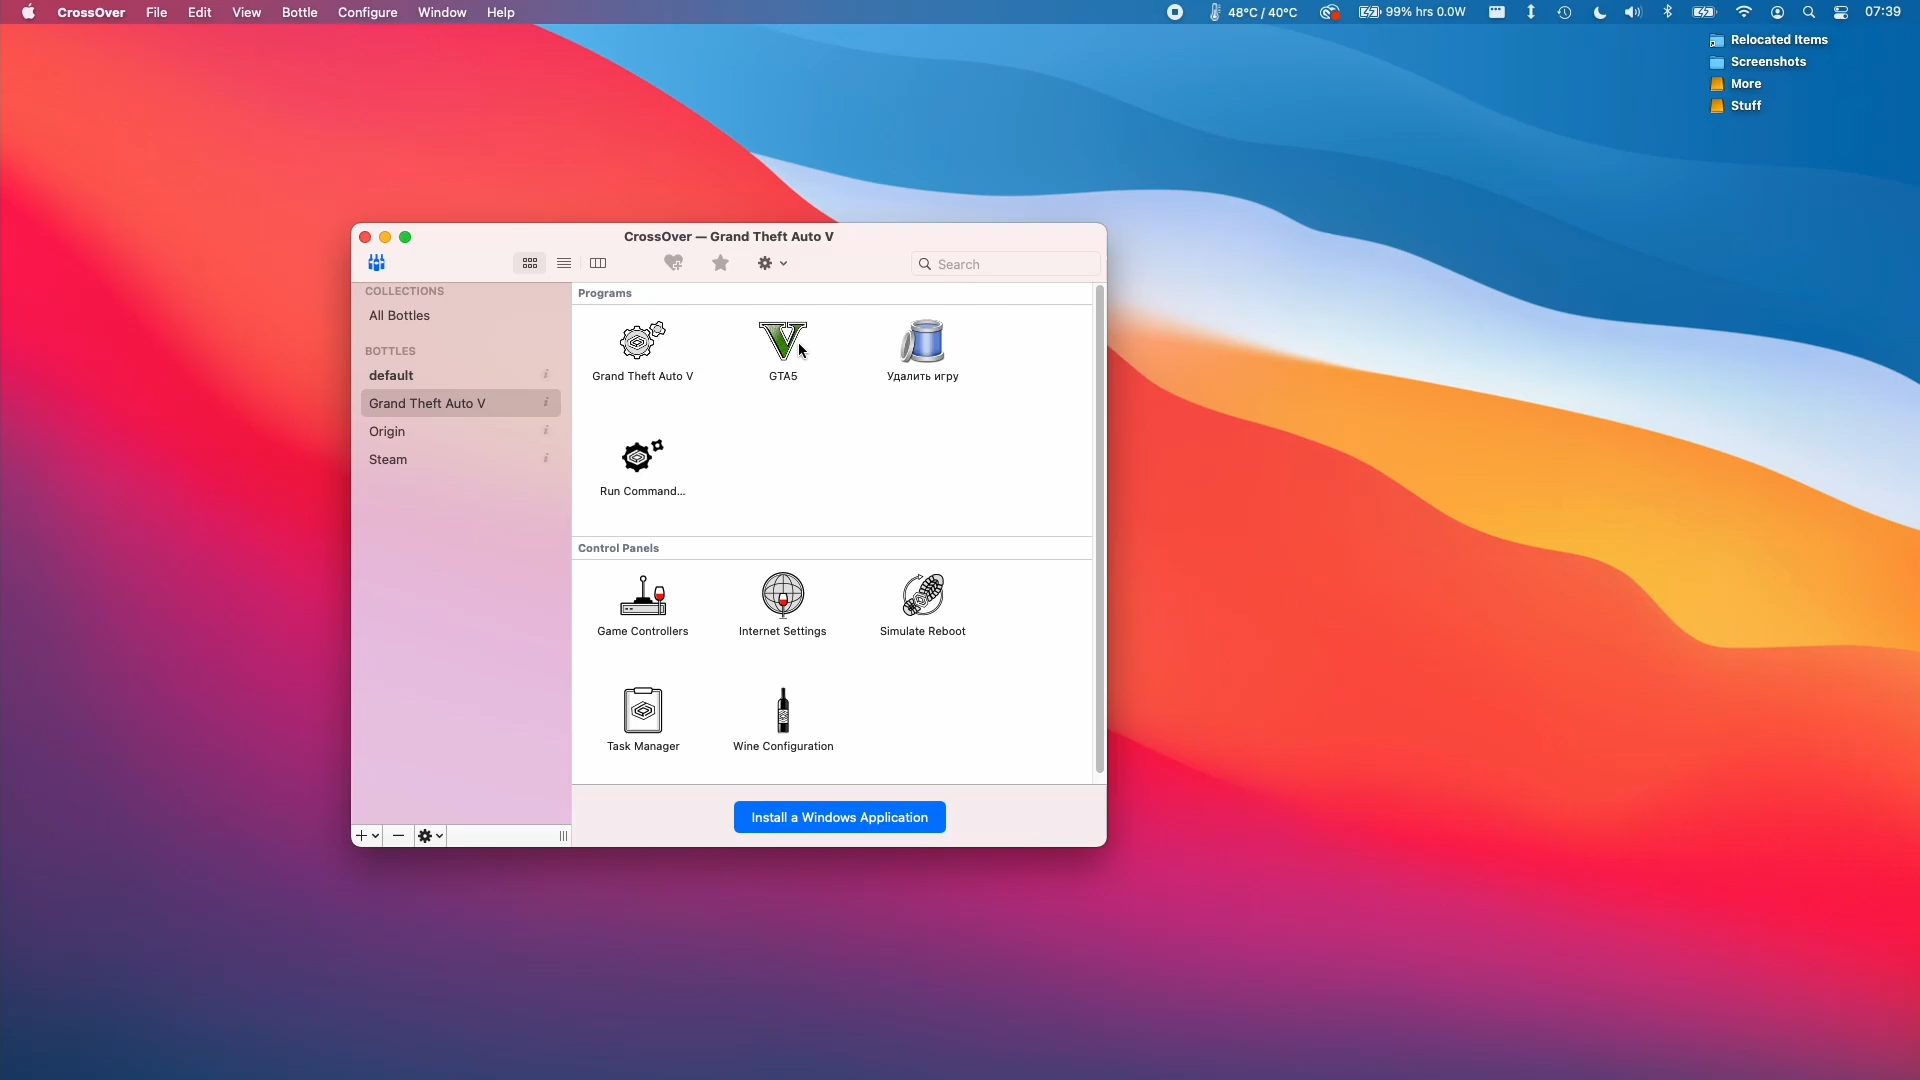 CrossOver File Edit View Bottle Configure Window Help
48°C / 40°C 99% hrs 0.0W 07:39
Relocated Items
Screenshots
More
Stuff
CrossOver — Grand Theft Auto V
Search
COLLECTIONS
All Bottles
BOTTLES
default
Grand Theft Auto V
Origin
Steam
Programs
Grand Theft Auto V
GTA5
Удалить игру
Run Command...
Control Panels
Game Controllers
Internet Settings
Simulate Reboot
Task Manager
Wine Configuration
Install a Windows Application